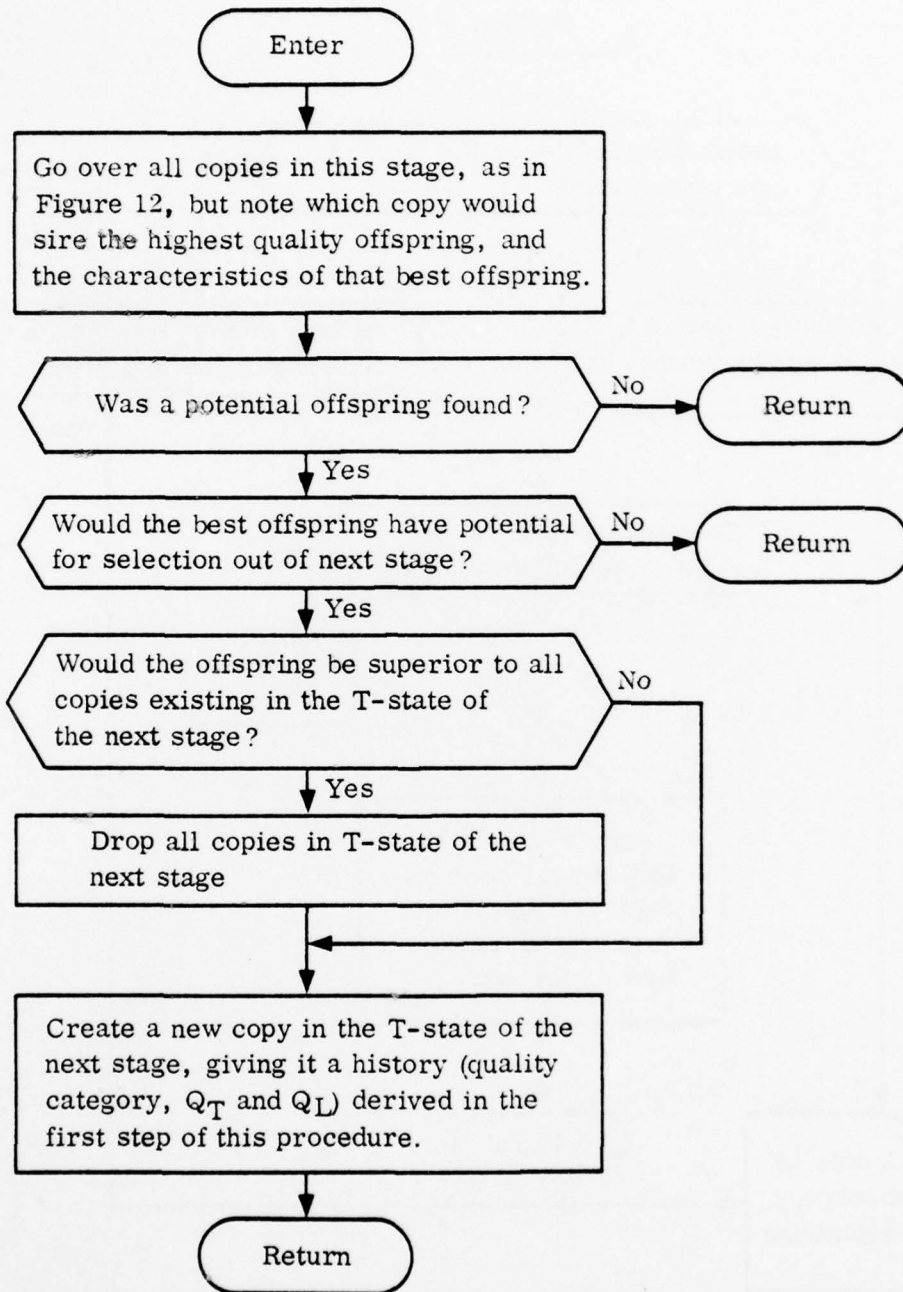 Enter
Go over all copies in this stage, as in
Figure 12, but note which copy would
sire the highest quality offspring, and
the characteristics of that best offspring.
Was a potential offspring found?
No
Return
Yes
Would the best offspring have potential
for selection out of next stage?
No
Return
Yes
Would the offspring be superior to all
copies existing in the T-state of
the next stage?
No
Yes
Drop all copies in T-state of the
next stage
Create a new copy in the T-state of the
next stage, giving it a history (quality
category, QT and QL) derived in the
first step of this procedure.
Return